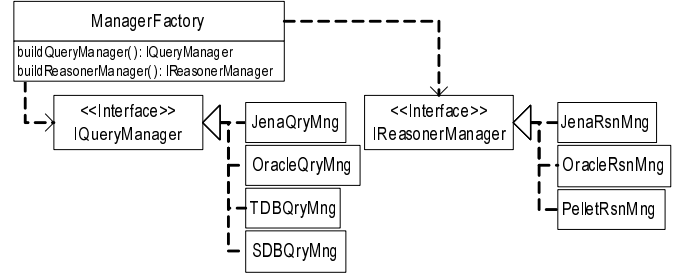 ManagerFactory
buildQueryManager(): IQueryManager
buildReasonerManager(): IReasonerManager
<<Interface>>
IQueryManager
JenaQryMng
OracleQryMng
TDBQryMng
SDBQryMng
<<Interface>>
IReasonerManager
JenaRsnMng
OracleRsnMng
PelletRsnMng